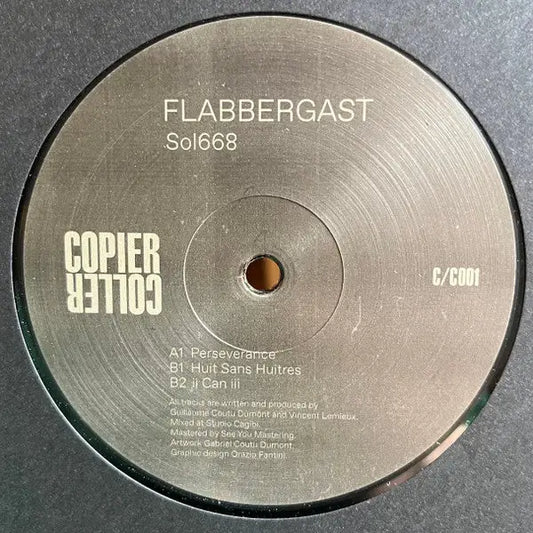 FLABBERGAST
Sol668
COPIER
COLLER
C/C001
A1 Perseverance
B1 Huit Sans Huitres
B2 ii Can iii
All tracks are written and produced by
Guillaume Coutu Dumont and Vincent Lemieux.
Mixed at Studio Cagibi.
Mastered by See You Mastering.
Artwork Gabriel Coutu Dumont.
Graphic design Orazio Fantini.